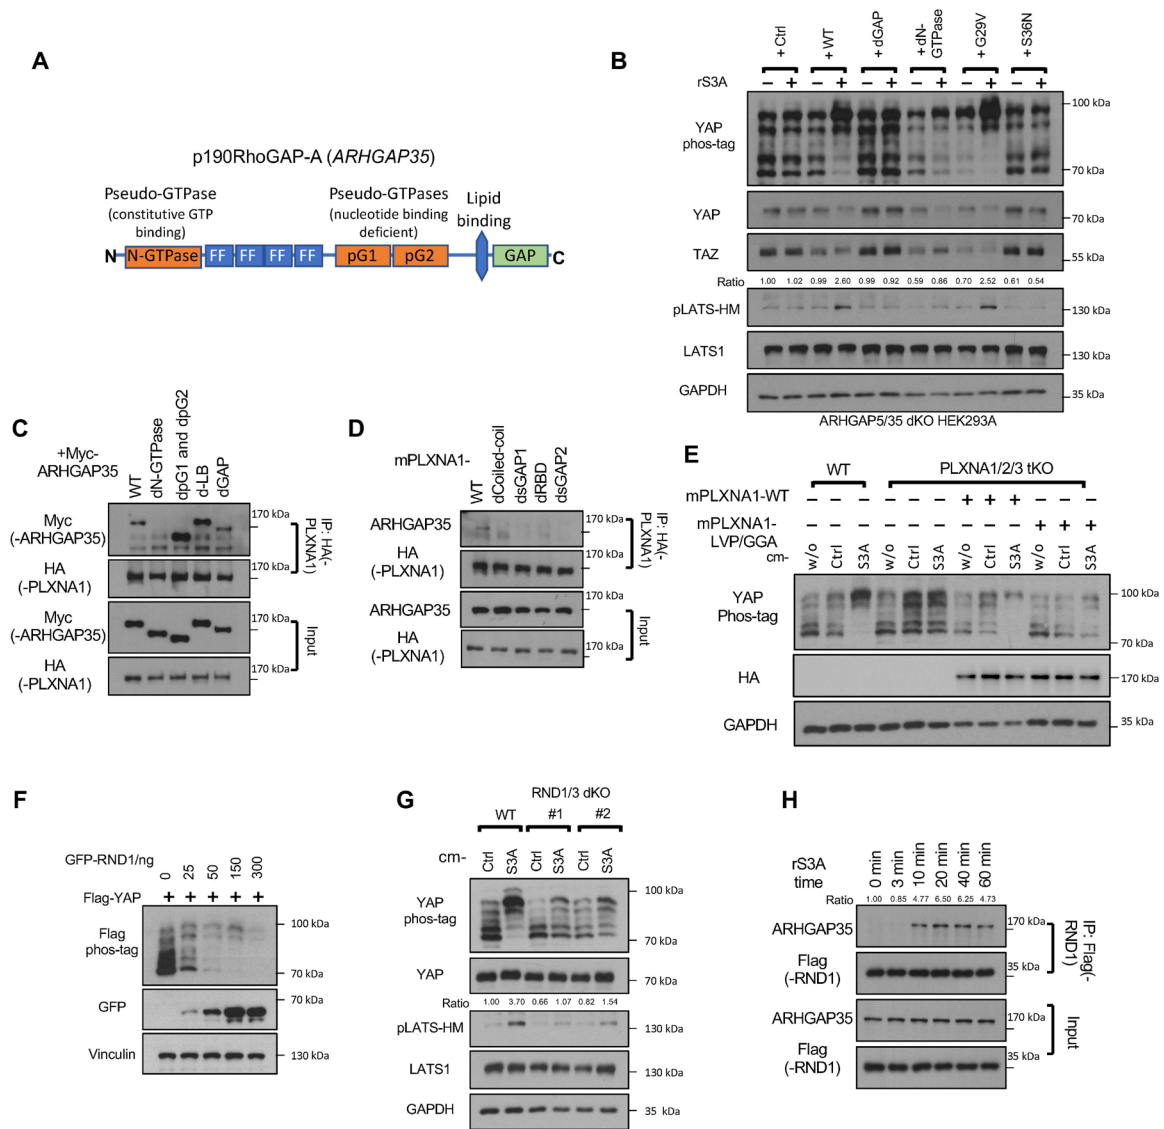 A
p190RhoGAP-A (ARHGAP35)
Pseudo-GTPase
(constitutive GTP
binding)
Pseudo-GTPases
(nucleotide binding
deficient)
Lipid
binding
N N-GTPase FF FF FF FF pG1 pG2 GAP C
B
+ Ctrl
+ WT
+ dGAP
+ dN-
GTPase
+ G29V
+ S36N
rS3A – + – + – + – + – + – +
YAP
phos-tag
100 kDa
70 kDa
YAP
70 kDa
TAZ
55 kDa
Ratio 1.00 1.02 0.99 2.60 0.99 0.92 0.59 0.86 0.70 2.52 0.61 0.54
pLATS-HM
130 kDa
LATS1
130 kDa
GAPDH
35 kDa
ARHGAP5/35 dKO HEK293A
C
+Myc-
ARHGAP35
WT
dN-GTPase
dpG1 and dpG2
d-LB
dGAP
Myc
(-ARHGAP35)
170 kDa
HA
(-PLXNA1)
170 kDa
IP: HA(-
PLXNA1)
Myc
(-ARHGAP35)
170 kDa
HA
(-PLXNA1)
170 kDa
Input
D
mPLXNA1-
WT
dCoiled-coil
dsGAP1
dRBD
dsGAP2
ARHGAP35
170 kDa
HA
(-PLXNA1)
170 kDa
IP: HA(-
PLXNA1)
ARHGAP35
170 kDa
HA
(-PLXNA1)
170 kDa
Input
E
WT
PLXNA1/2/3 tKO
mPLXNA1-WT – – – – – – + + + – – –
mPLXNA1-
LVP/GGA – – – – – – – – – + + +
cm- w/o Ctrl S3A w/o Ctrl S3A w/o Ctrl S3A w/o Ctrl S3A
YAP
Phos-tag
100 kDa
70 kDa
HA
170 kDa
GAPDH
35 kDa
F
GFP-RND1/ng 0 25 50 150 300
Flag-YAP + + + + +
Flag
phos-tag
100 kDa
70 kDa
GFP
70 kDa
Vinculin
130 kDa
G
RND1/3 dKO
WT #1 #2
cm- Ctrl S3A Ctrl S3A Ctrl S3A
YAP
phos-tag
100 kDa
70 kDa
YAP
70 kDa
Ratio 1.00 3.70 0.66 1.07 0.82 1.54
pLATS-HM
130 kDa
LATS1
130 kDa
GAPDH
35 kDa
H
rS3A
time
0 min
3 min
10 min
20 min
40 min
60 min
Ratio 1.00 0.85 4.77 6.50 6.25 4.73
ARHGAP35
170 kDa
Flag
(-RND1)
35 kDa
IP: Flag(-
RND1)
ARHGAP35
170 kDa
Flag
(-RND1)
35 kDa
Input